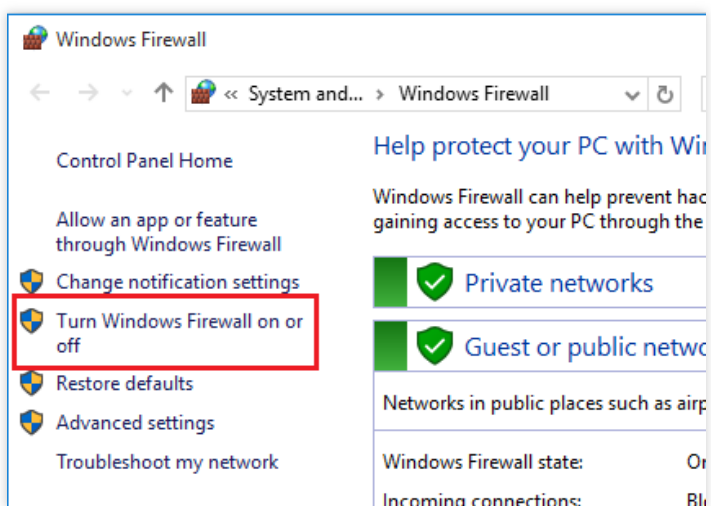 Windows Firewall
« System and... › Windows Firewall
Control Panel Home
Allow an app or feature
through Windows Firewall
Change notification settings
Turn Windows Firewall on or
off
Restore defaults
Advanced settings
Troubleshoot my network
Help protect your PC with
Windows Firewall can help prevent
gaining access to your PC through the
Private networks
Guest or public
Networks in public places such as
Windows Firewall state:
Incoming connections: